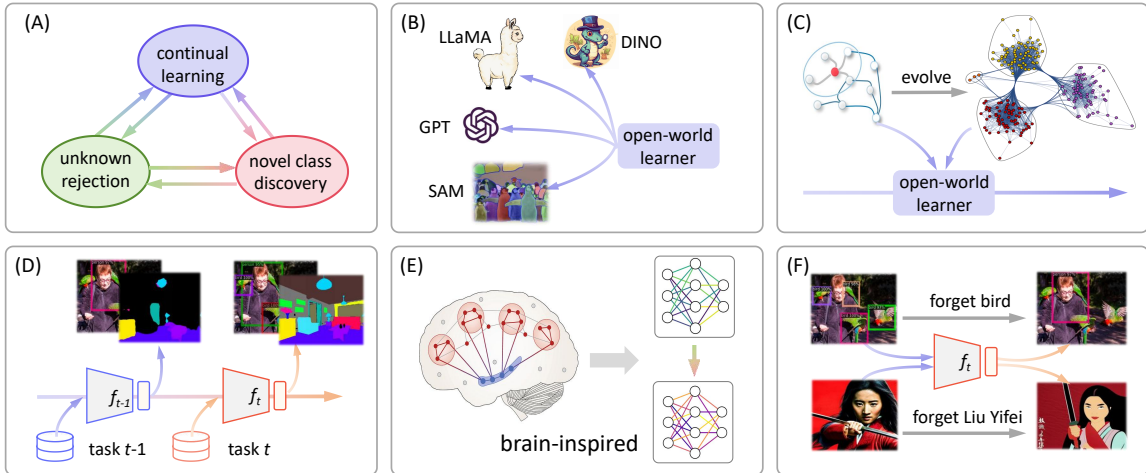 (A)
continual
learning
unknown
rejection
novel class
discovery
(B)
LLaMA
DINO
GPT
open-world
learner
SAM
(C)
evolve
open-world
learner
(D)
f_{t-1}
f_t
task t-1
task t
(E)
brain-inspired
(F)
forget bird
f_t
forget Liu Yifei